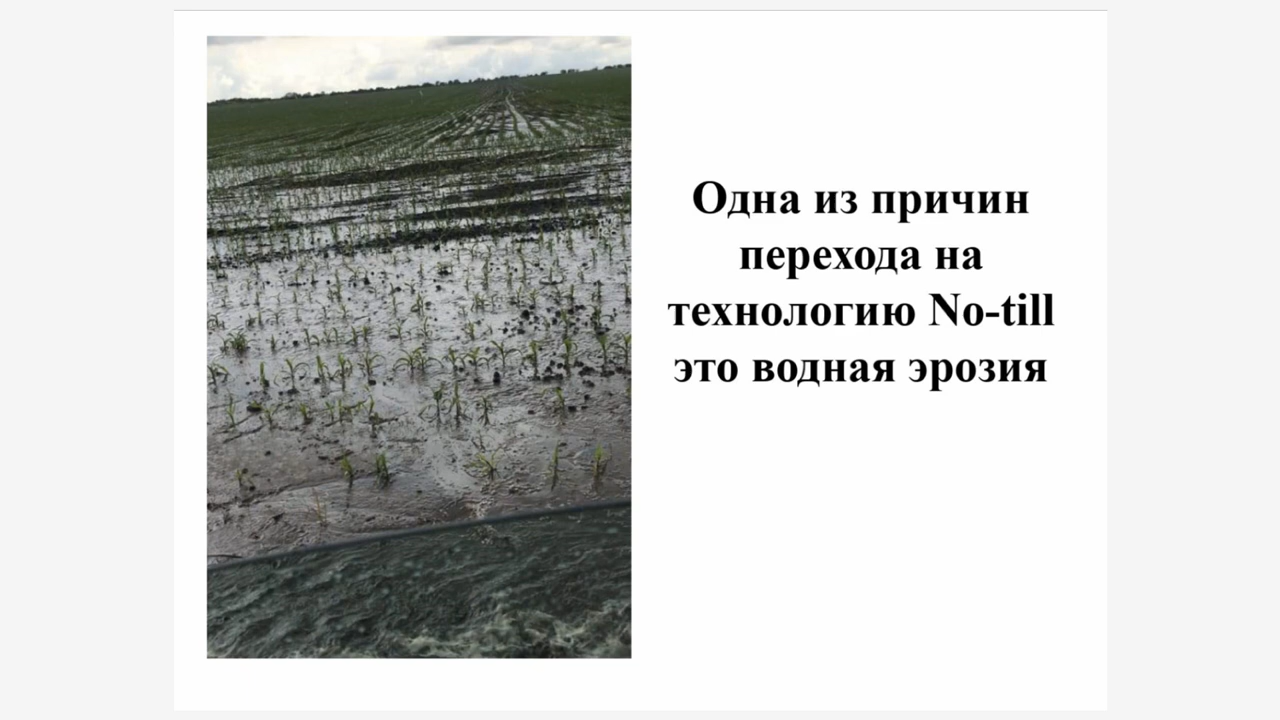 Одна из причин
перехода на
технологию No-till
это водная эрозия